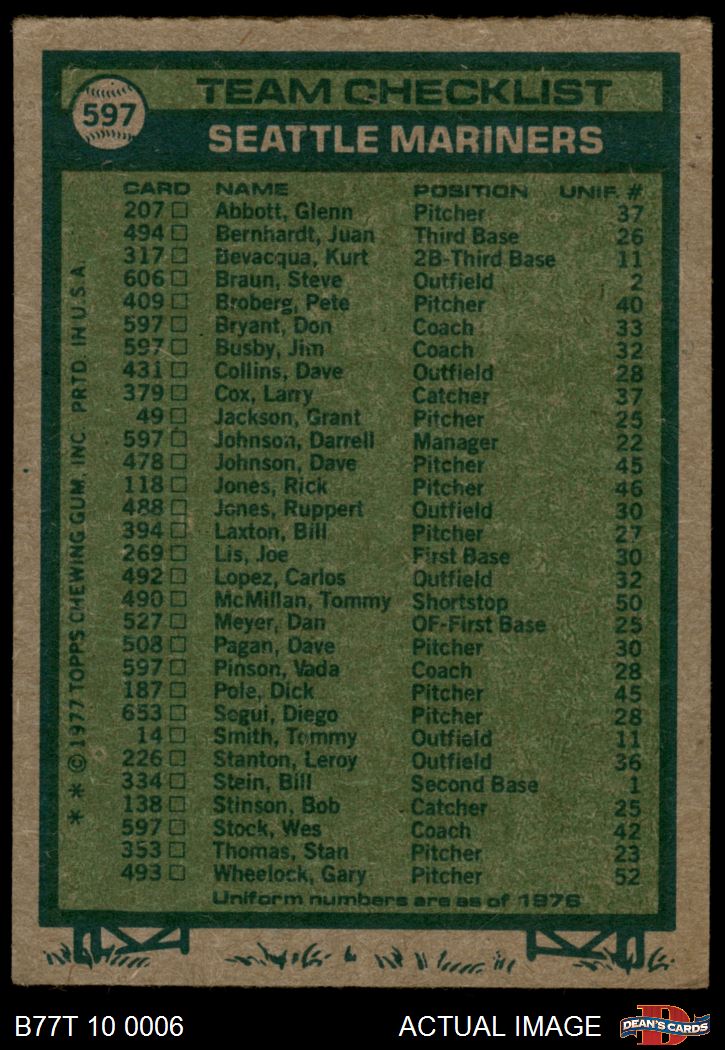 597
TEAM CHECKLIST
SEATTLE MARINERS
CARD NAME POSITION UNIF. #
207 Abbott, Glenn Pitcher 37
494 Bernhardt, Juan Third Base 26
317 Bevacqua, Kurt 2B-Third Base 11
606 Braun, Steve Outfield 2
409 Broberg, Pete Pitcher 40
597 Bryant, Don Coach 33
597 Busby, Jim Coach 32
431 Collins, Dave Outfield 28
379 Cox, Larry Catcher 37
49 Jackson, Grant Pitcher 25
597 Johnson, Darrell Manager 22
478 Johnson, Dave Pitcher 45
118 Jones, Rick Pitcher 46
488 Jones, Ruppert Outfield 30
394 Laxton, Bill Pitcher 27
269 Lis, Joe First Base 30
492 Lopez, Carlos Outfield 32
490 McMillan, Tommy Shortstop 50
527 Meyer, Dan OF-First Base 25
508 Pagan, Dave Pitcher 30
597 Pinson, Vada Coach 28
187 Pole, Dick Pitcher 45
653 Segui, Diego Pitcher 28
14 Smith, Tommy Outfield 11
226 Stanton, Leroy Outfield 36
334 Stein, Bill Second Base 1
138 Stinson, Bob Catcher 25
597 Stock, Wes Coach 42
353 Thomas, Stan Pitcher 23
493 Wheelock, Gary Pitcher 52
Uniform numbers are as of 1976
* * © 1977 TOPPS CHEWING GUM, INC. PRTD. IN U.S.A.
B77T 10 0006
ACTUAL IMAGE
D
DEAN'S CARDS